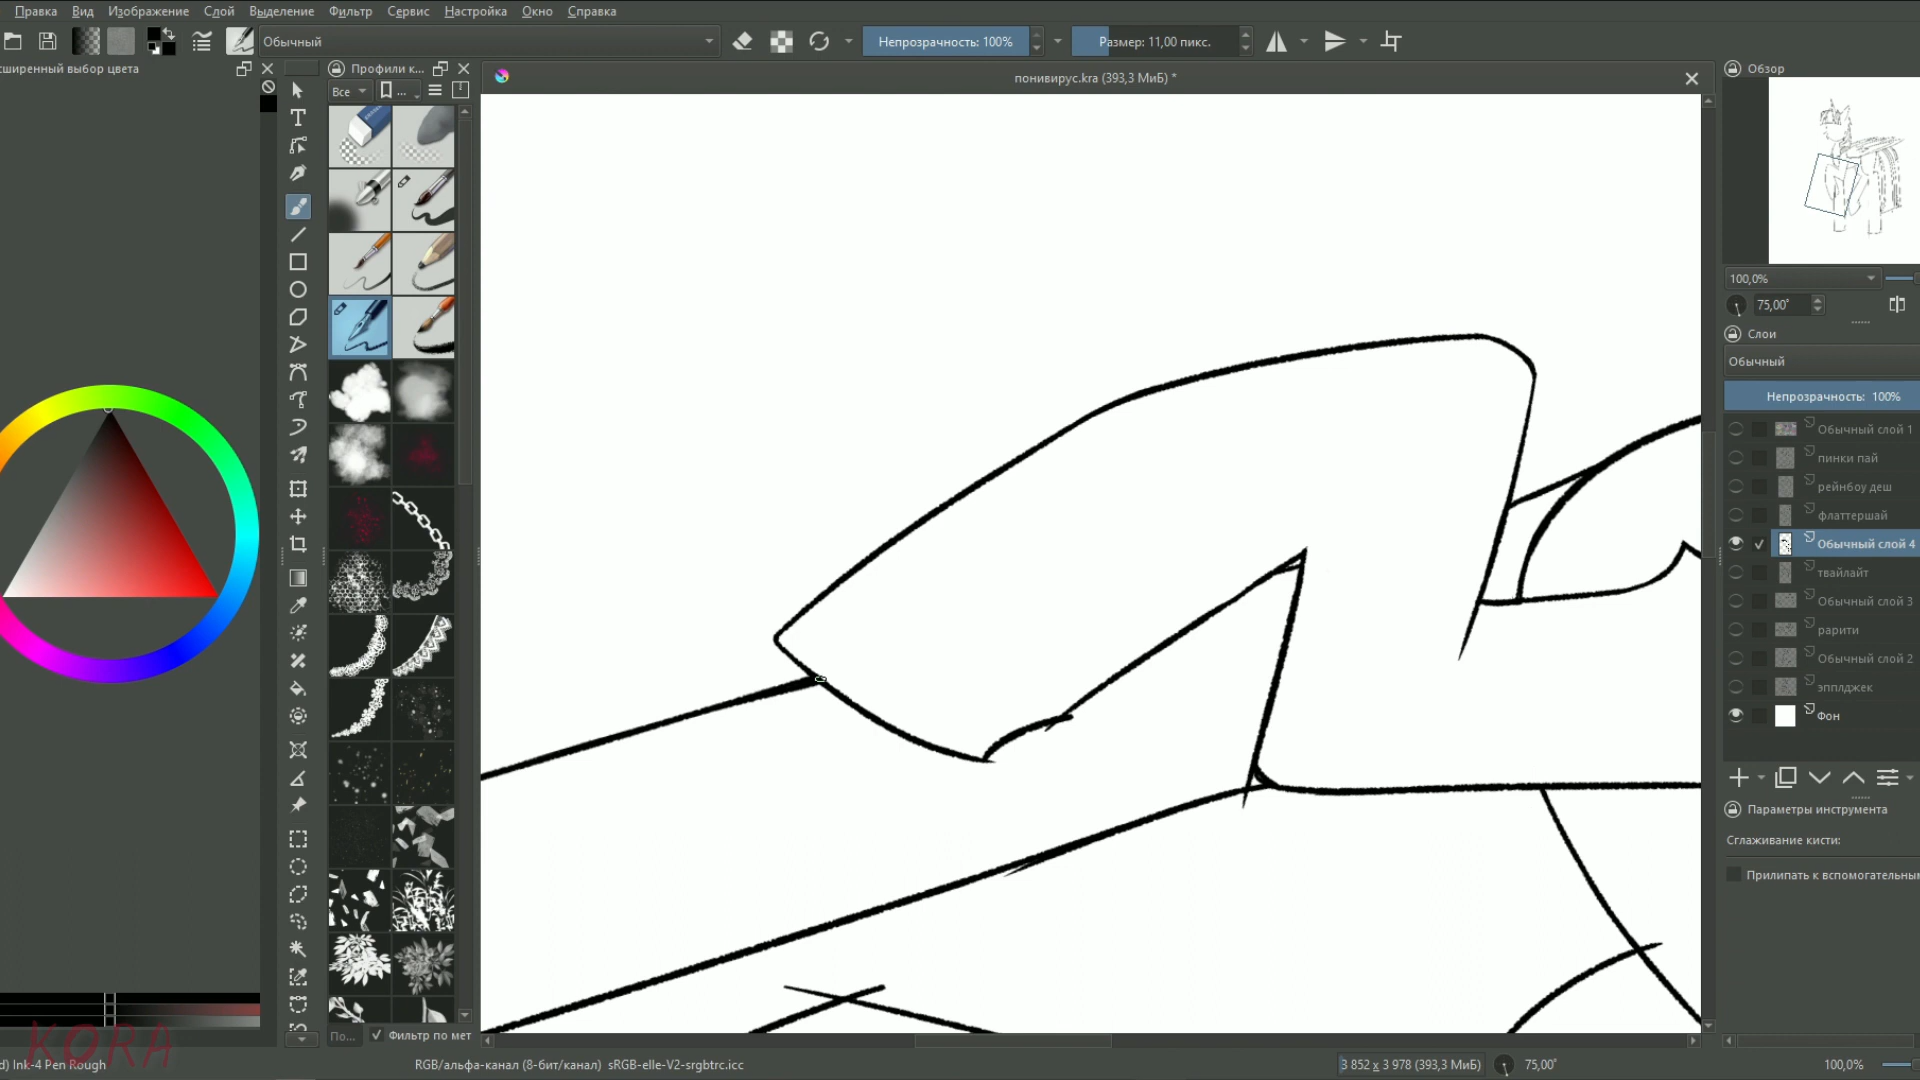 Правка Вид Изображение Слой Выделение Фильтр Сервис Настройка Окно Справка
Обычный
Непрозрачность: 100%
Размер: 11,00 пикс.
сширенный выбор цвета
Профили к...
понивирус.kra (393,3 МиБ) *
Обзор
Все
...
100,0%
75,00°
Слои
Обычный
Непрозрачность: 100%
Обычный слой 1
пинки пай
рейнбоу деш
флаттершай
Обычный слой 4
твайлайт
Обычный слой 3
рарити
Обычный слой 2
эпплджек
Фон
Параметры инструмента
Сглаживание кисти:
Прилипать к вспомогательным
По...
Фильтр по мет
KORA
d) Ink-4 Pen Rough
RGB/альфа-канал (8-бит/канал) sRGB-elle-V2-srgbtrc.icc
3 852 x 3 978 (393,3 МиБ)
75,00°
100,0%